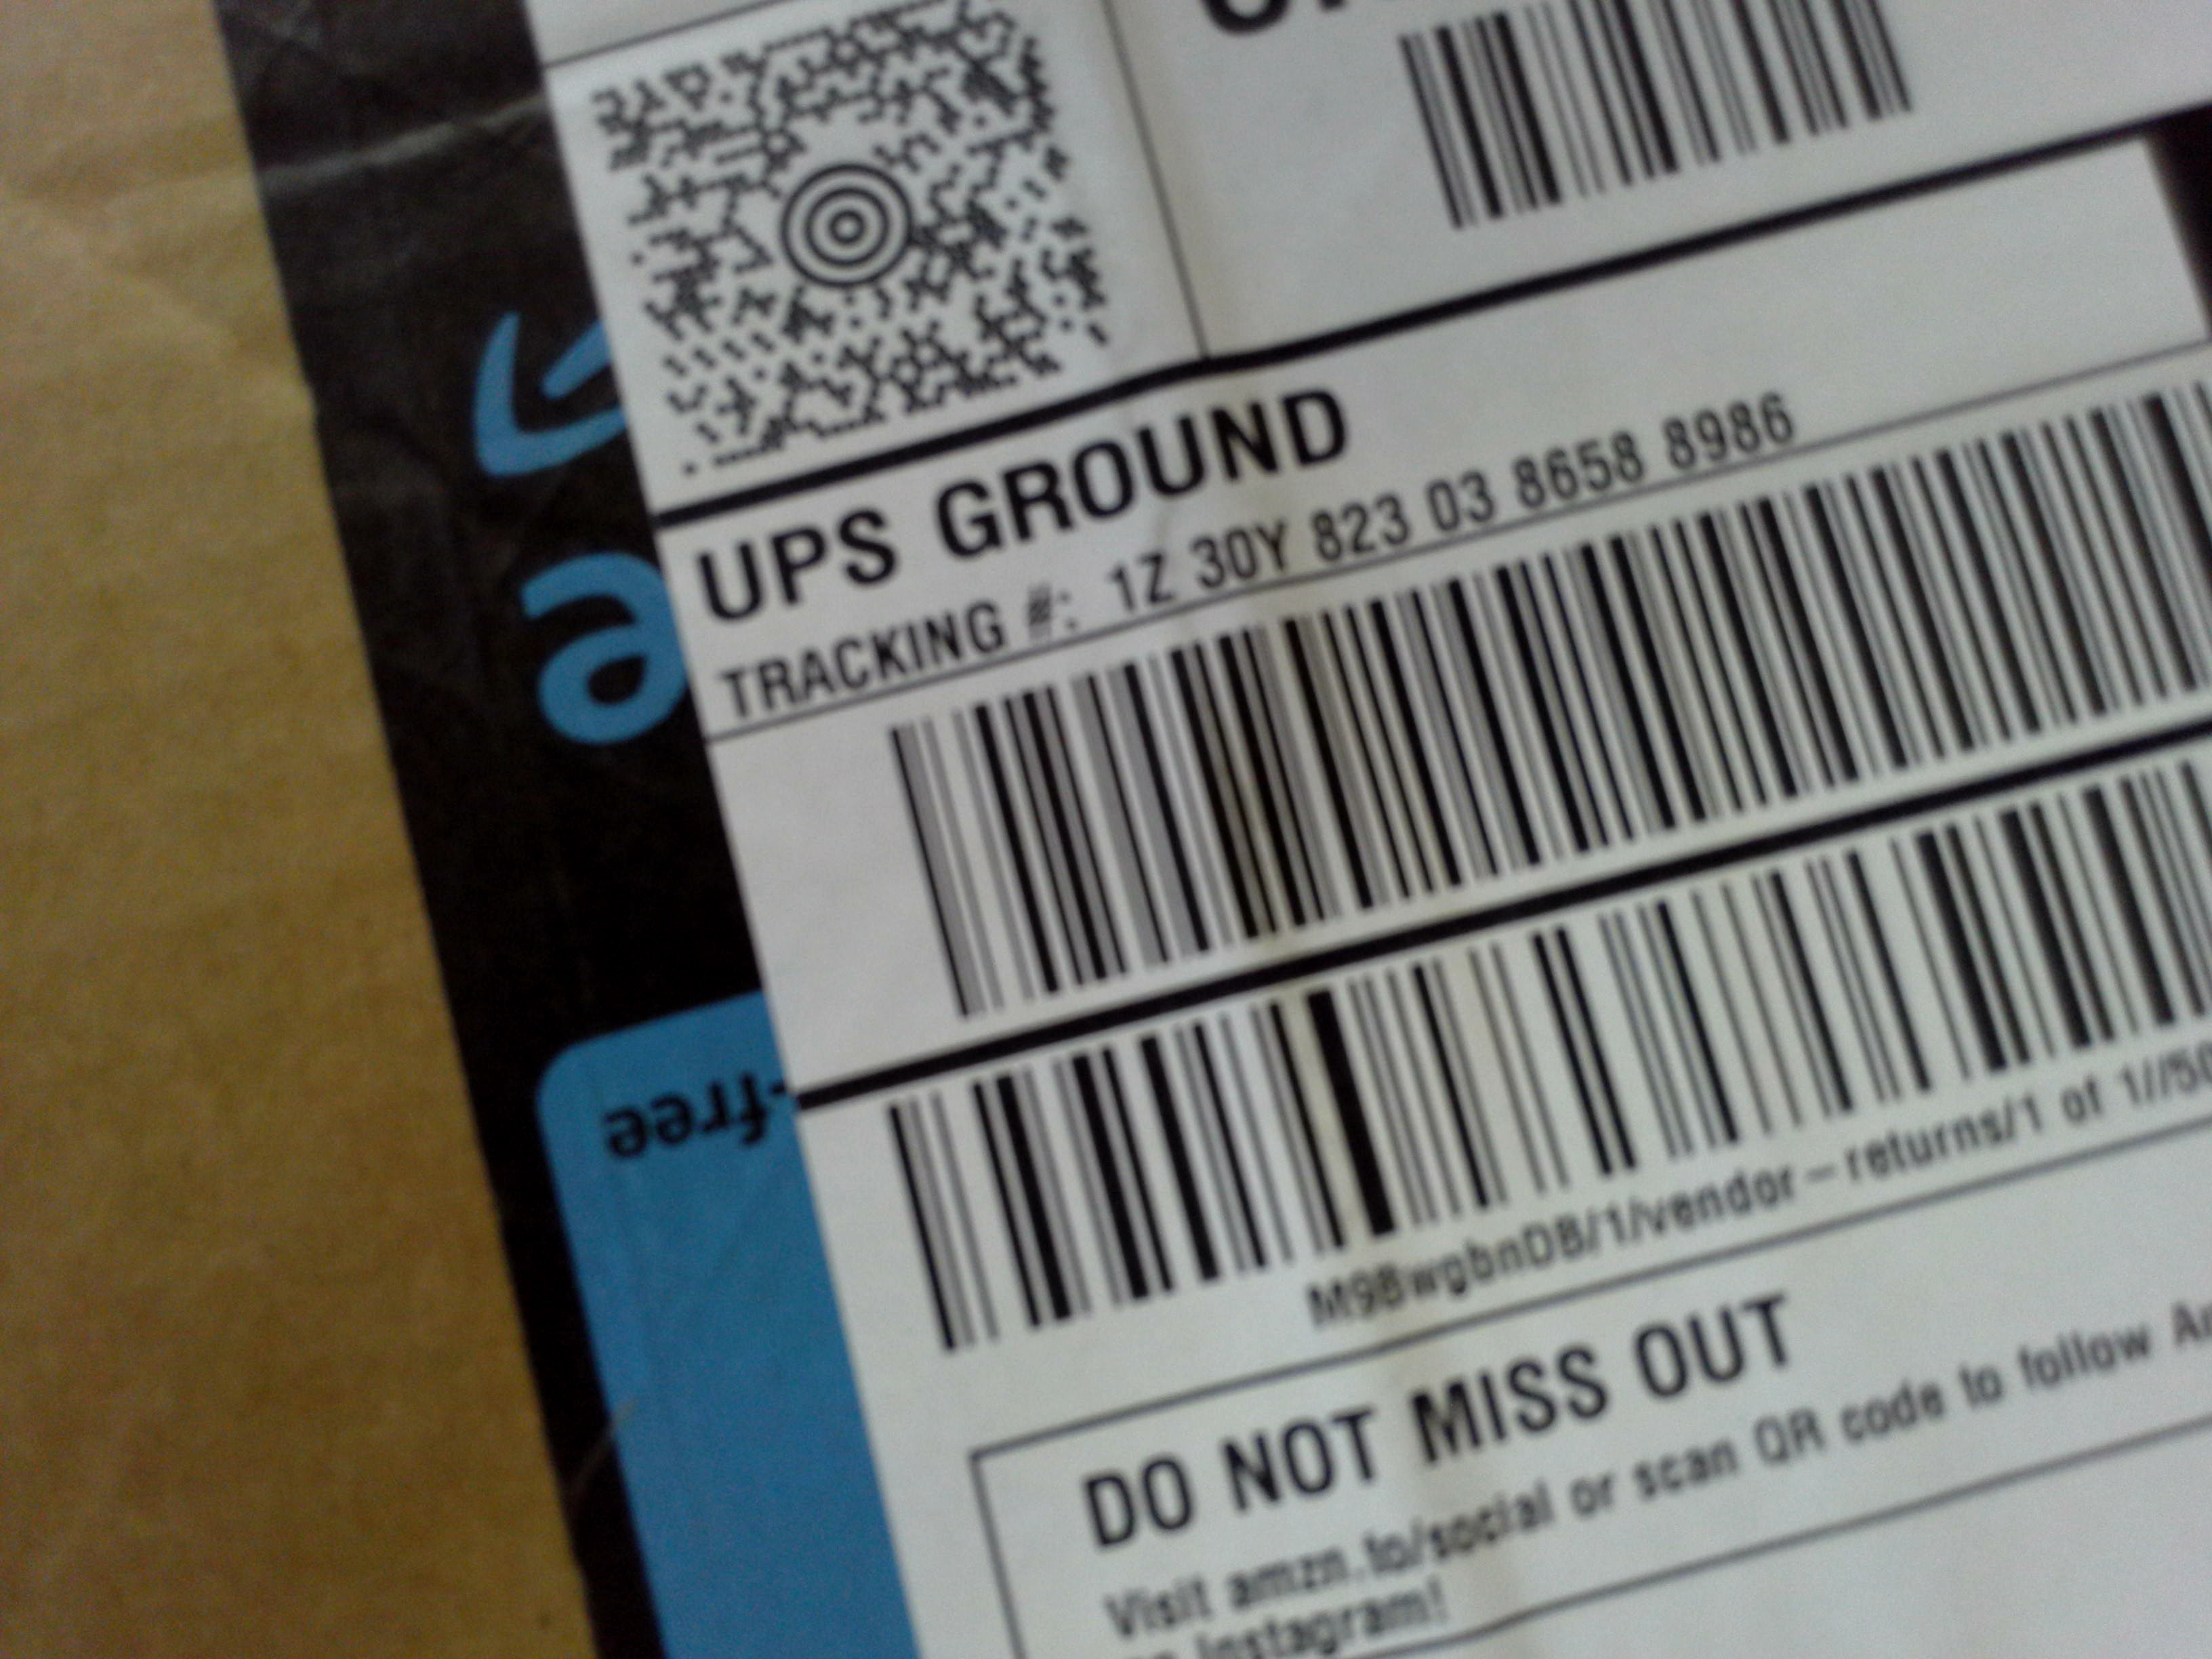 UPS GROUND
TRACKING #: 1Z 30Y 823 03 8658 8986
M9BwgbnDB/1/vendor-returns/1 of 1//50
DO NOT MISS OUT
Visit amzn.to/social or scan QR code to follow
on Instagram!
a
-free